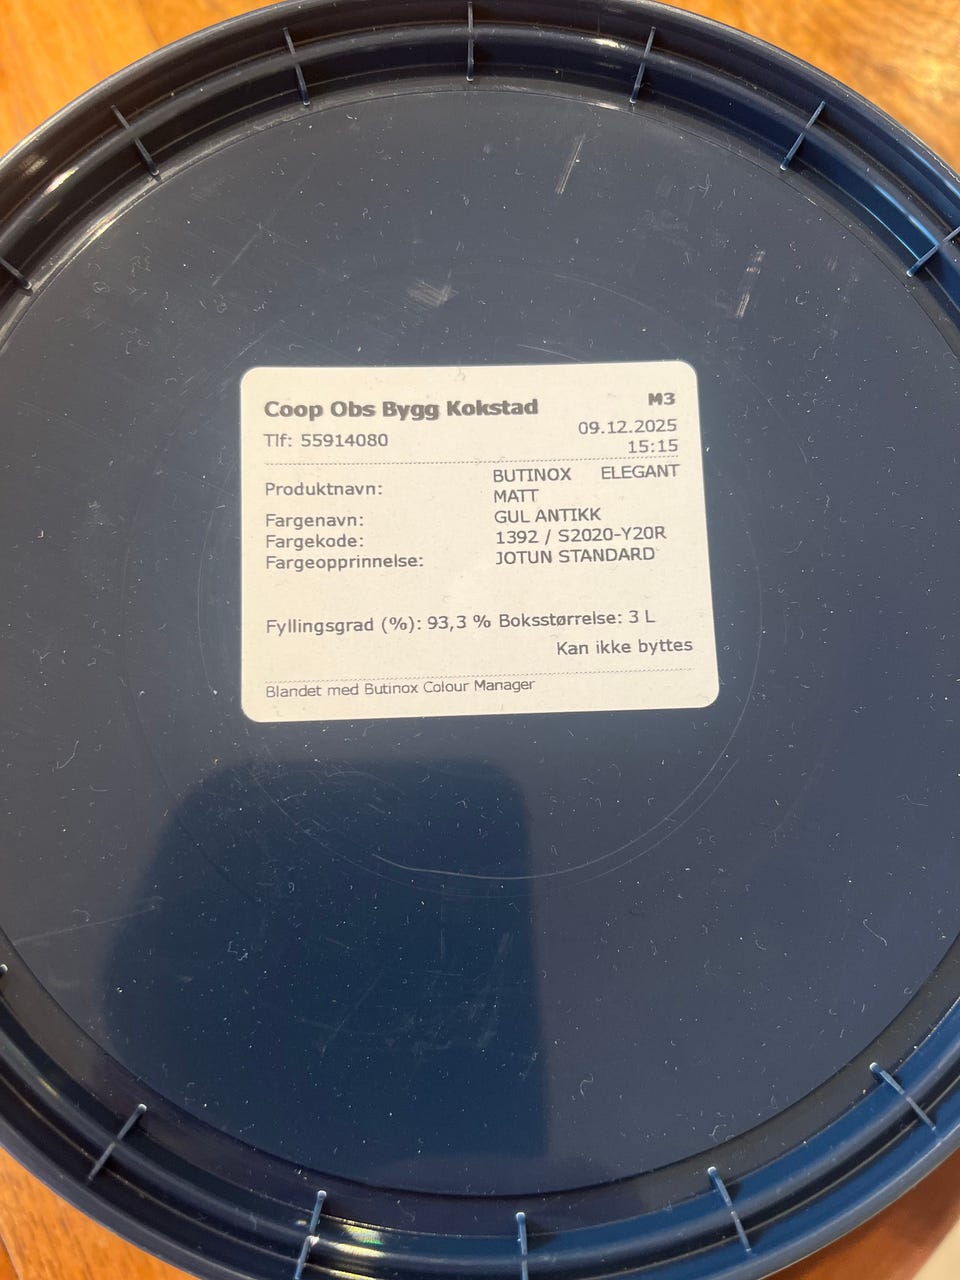 Coop Obs Bygg Kokstad M3
Tlf: 55914080 09.12.2025
15:15
Produktnavn: BUTINOX ELEGANT
MATT
Fargenavn: GUL ANTIKK
Fargekode: 1392 / S2020-Y20R
Fargeopprinnelse: JOTUN STANDARD
Fyllingsgrad (%): 93,3 % Boksstørrelse: 3 L
Kan ikke byttes
Blandet med Butinox Colour Manager